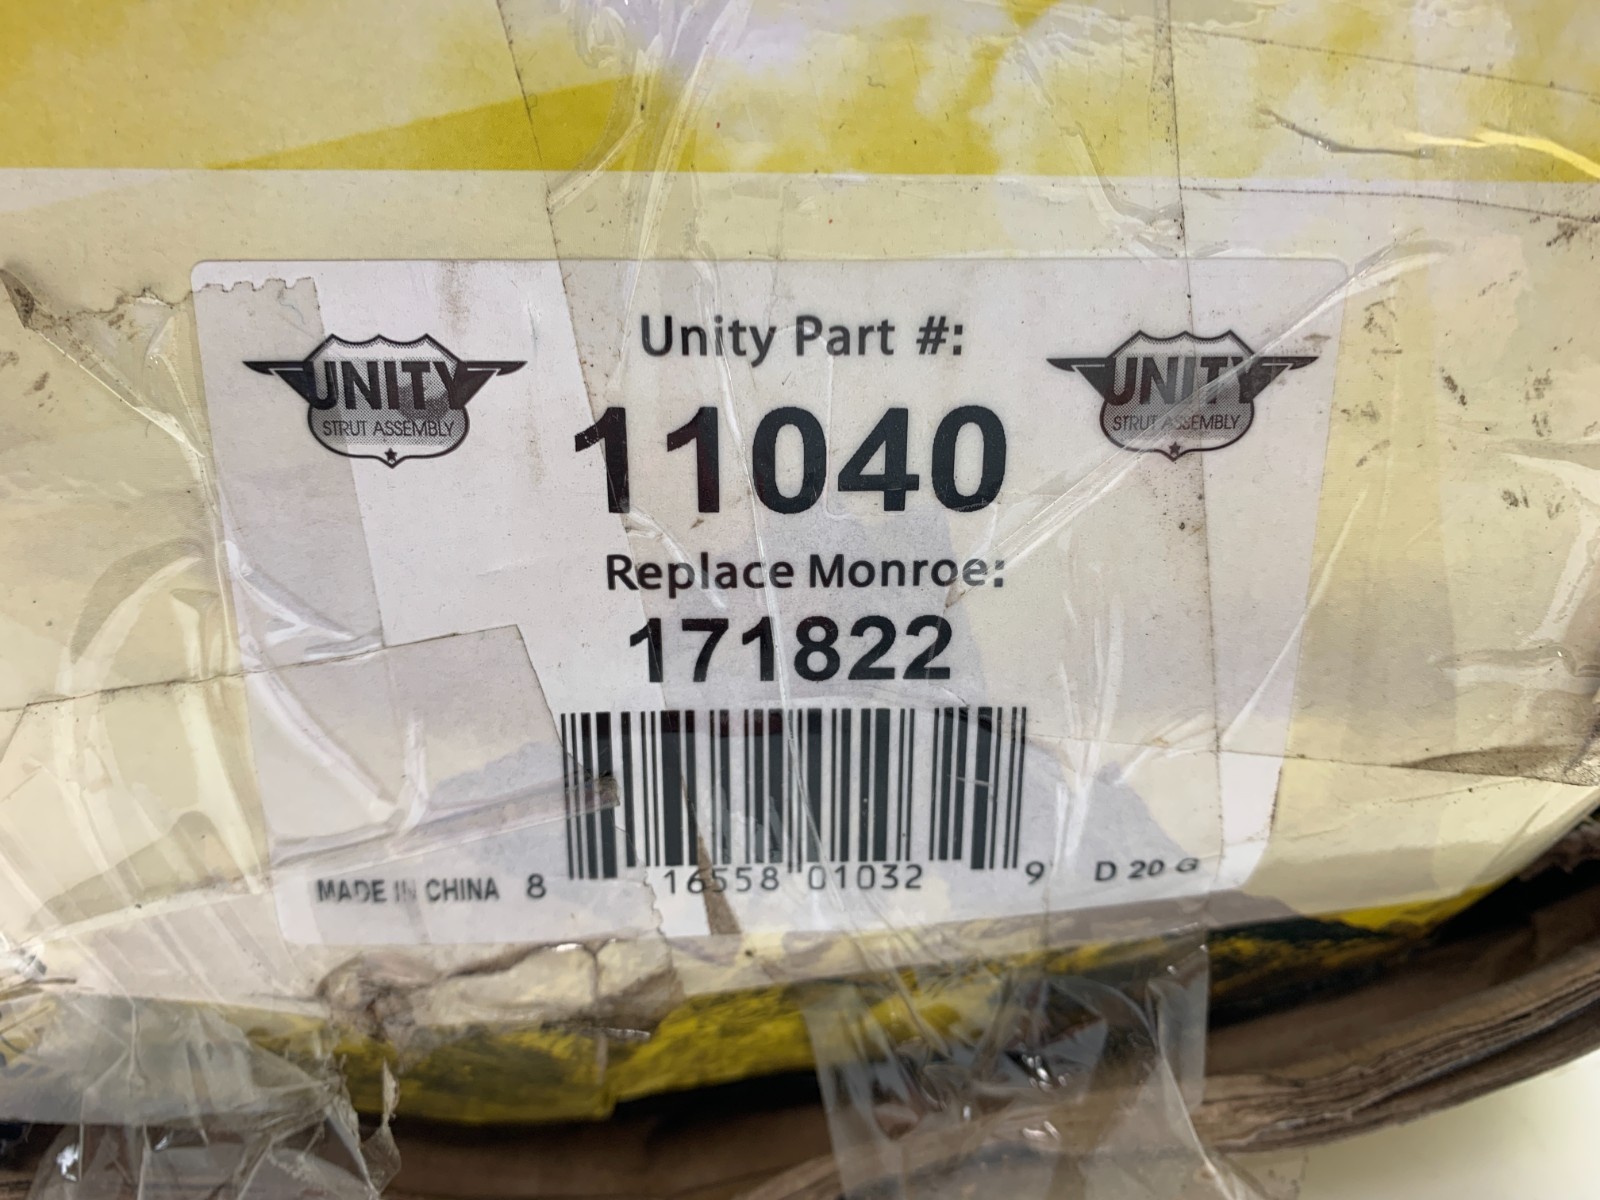 Unity Part #:
UNITY
STRUT ASSEMBLY
UNITY
STRUT ASSEMBLY
11040
Replace Monroe:
171822
MADE IN CHINA 8 16558 01032 9 D 20 G